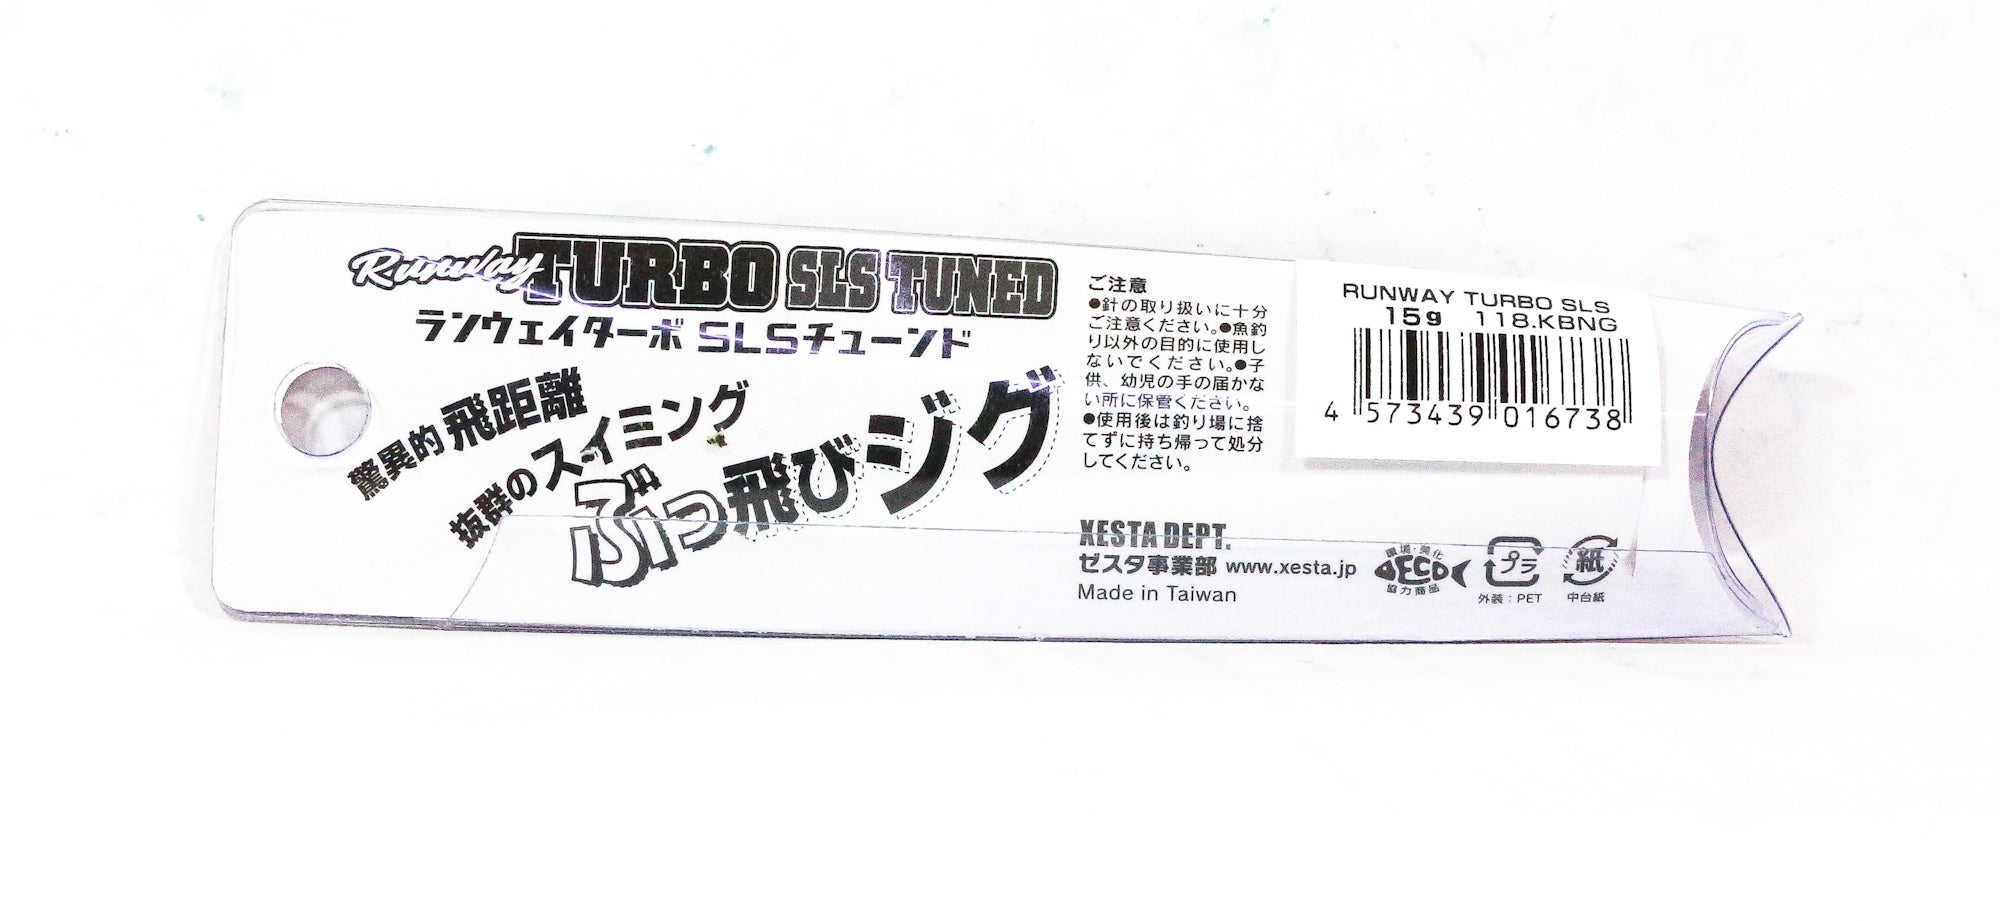 Runway TURBO SLS TUNED
ランウェイターボ SLSチューンド
驚異的 飛距離
抜群のスイミング
ぶっ飛びジグ
ご注意
●針の取り扱いに十分
ご注意ください。●魚釣
り以外の目的に使用し
ないでください。●子
供、幼児の手の届かな
い所に保管ください。
●使用後は釣り場に捨
てずに持ち帰って処分
してください。
RUNWAY TURBO SLS
15g 118.KBNG
4 573439 016738
XESTA DEPT.
ゼスタ事業部 www.xesta.jp
Made in Taiwan
環境・美化
ECO
協力商品
プラ
外装：PET
紙
中台紙